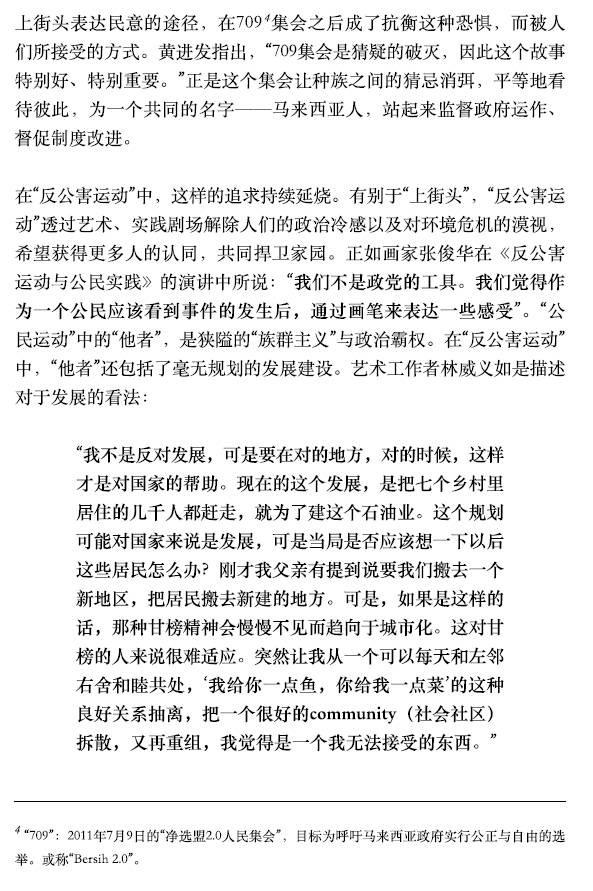 上街头表达民意的途径，在709⁴集会之后成了抗衡这种恐惧，而被人
们所接受的方式。黄进发指出，“709集会是猜疑的破灭，因此这个故事
特别好、特别重要。”正是这个集会让种族之间的猜忌消弭，平等地看
待彼此，为一个共同的名字——马来西亚人，站起来监督政府运作、
督促制度改进。
在“反公害运动”中，这样的追求持续延烧。有别于“上街头”，“反公害运
动”透过艺术、实践剧场解除人们的政治冷感以及对环境危机的漠视，
希望获得更多人的认同，共同捍卫家园。正如画家张俊华在《反公害
运动与公民实践》的演讲中所说：“我们不是政党的工具。我们觉得作
为一个公民应该看到事件的发生后，通过画笔来表达一些感受”。“公
民运动”中的“他者”，是狭隘的“族群主义”与政治霸权。在“反公害运动”
中，“他者”还包括了毫无规划的发展建设。艺术工作者林威义如是描述
对于发展的看法：
“我不是反对发展，可是要在对的地方，对的时候，这样
才是对国家的帮助。现在的这个发展，是把七个乡村里
居住的几千人都赶走，就为了建这个石油业。这个规划
可能对国家来说是发展，可是当局是否应该想一下以后
这些居民怎么办？刚才我父亲有提到说要我们搬去一个
新地区，把居民搬去新建的地方。可是，如果是这样的
话，那种甘榜精神会慢慢不见而趋向于城市化。这对甘
榜的人来说很难适应。突然让我从一个可以每天和左邻
右舍和睦共处，‘我给你一点鱼，你给我一点菜’的这种
良好关系抽离，把一个很好的community（社会社区）
拆散，又再重组，我觉得是一个我无法接受的东西。”
⁴ “709”：2011年7月9日的“净选盟2.0人民集会”，目标为呼吁马来西亚政府实行公正与自由的选
举。或称“Bersih 2.0”。